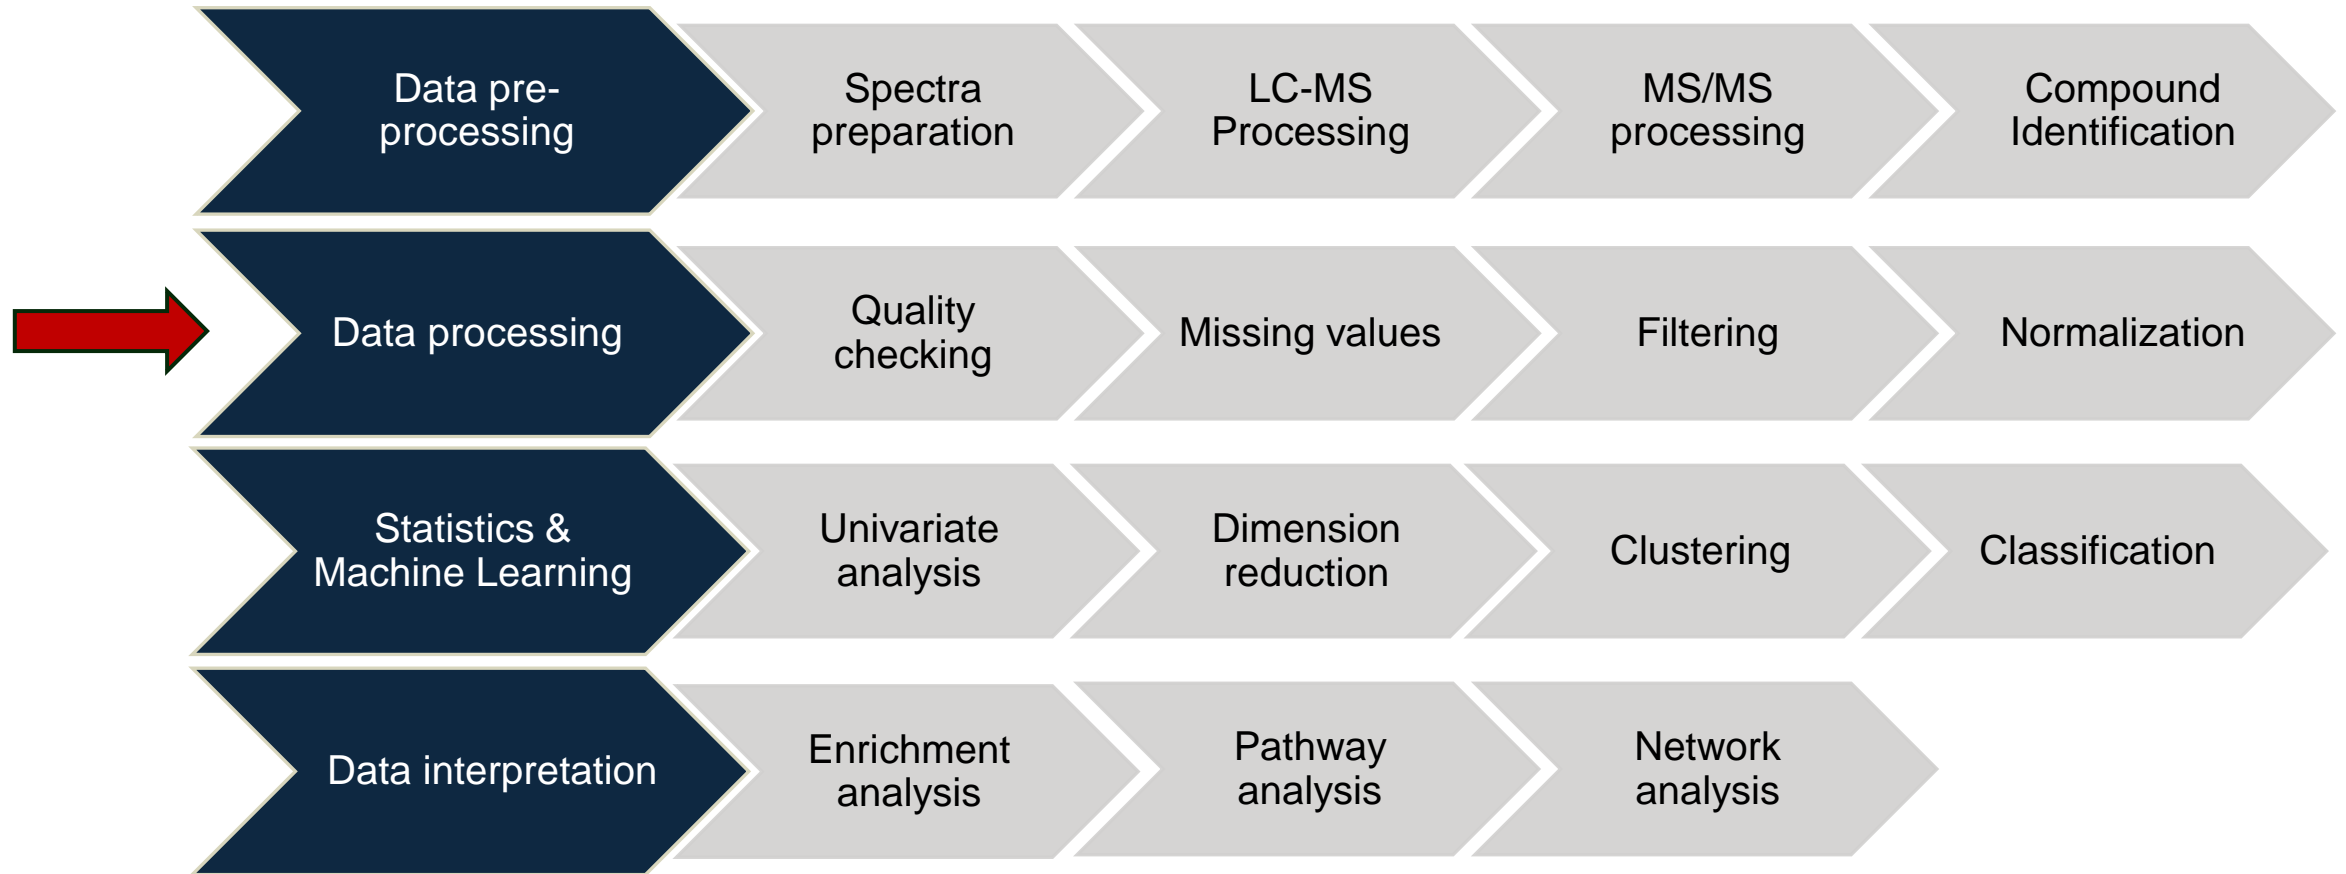 Data pre-
processing
Spectra
preparation
LC-MS
Processing
MS/MS
processing
Compound
Identification
Data processing
Quality
checking
Missing values
Filtering
Normalization
Statistics &
Machine Learning
Univariate
analysis
Dimension
reduction
Clustering
Classification
Data interpretation
Enrichment
analysis
Pathway
analysis
Network
analysis